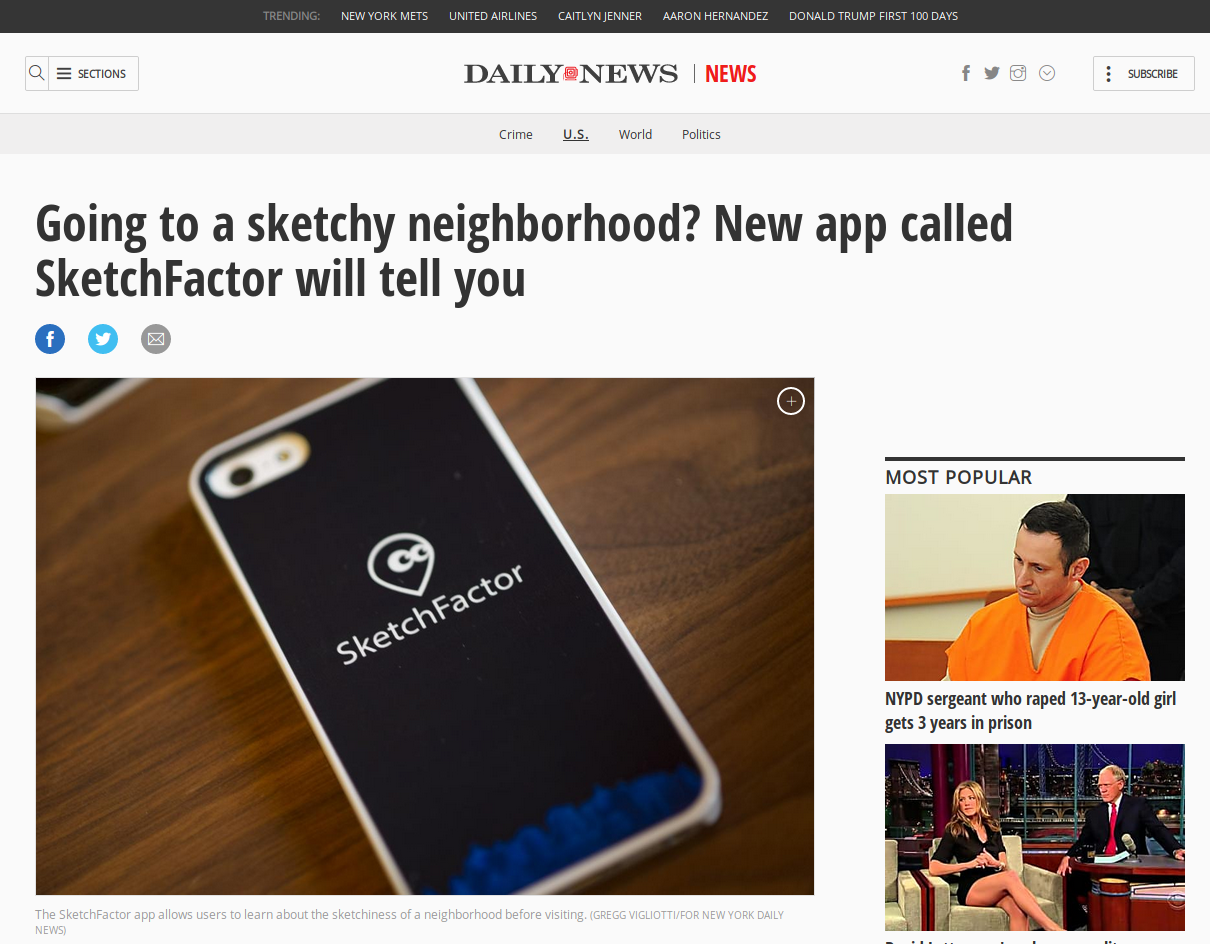 TRENDING: NEW YORK METS UNITED AIRLINES CAITLYN JENNER AARON HERNANDEZ DONALD TRUMP FIRST 100 DAYS
SECTIONS
DAILY NEWS NEWS
SUBSCRIBE
Crime U.S. World Politics
Going to a sketchy neighborhood? New app called
SketchFactor will tell you
SketchFactor
The SketchFactor app allows users to learn about the sketchiness of a neighborhood before visiting. (GREGG VIGLIOTTI/FOR NEW YORK DAILY
NEWS)
MOST POPULAR
NYPD sergeant who raped 13-year-old girl
gets 3 years in prison